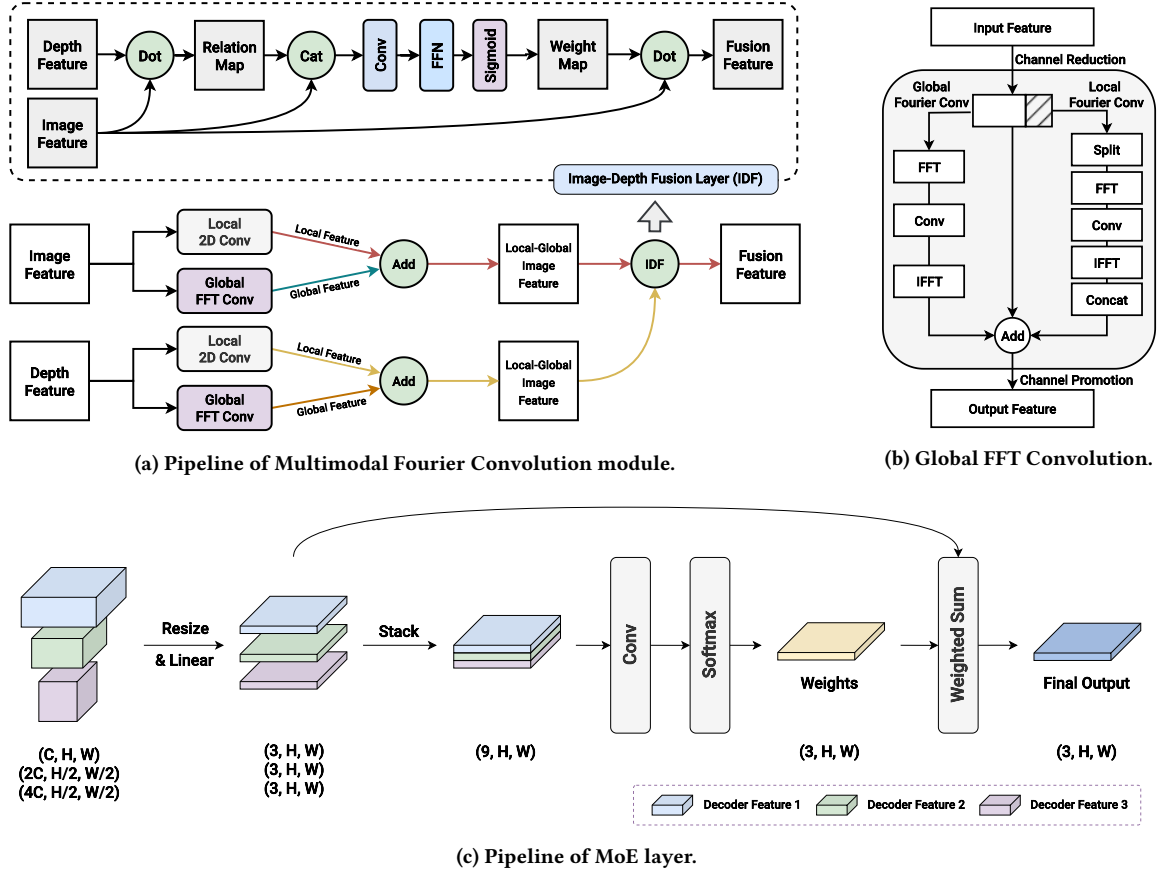 Depth
Feature
Dot
Relation
Map
Cat
Conv
FFN
Sigmoid
Weight
Map
Dot
Fusion
Feature
Image
Feature
Image-Depth Fusion Layer (IDF)
Image
Feature
Local
2D Conv
Global
FFT Conv
Local Feature
Global Feature
Add
Local-Global
Image
Feature
IDF
Fusion
Feature
Depth
Feature
Local
2D Conv
Global
FFT Conv
Local Feature
Global Feature
Add
Local-Global
Image
Feature
(a) Pipeline of Multimodal Fourier Convolution module.
Input Feature
Channel Reduction
Global
Fourier Conv
Local
Fourier Conv
FFT
Conv
IFFT
Split
FFT
Conv
IFFT
Concat
Add
Channel Promotion
Output Feature
(b) Global FFT Convolution.
Resize
& Linear
Stack
Conv
Softmax
Weights
Weighted Sum
Final Output
(C, H, W)
(2C, H/2, W/2)
(4C, H/2, W/2)
(3, H, W)
(3, H, W)
(3, H, W)
(9, H, W)
(3, H, W)
(3, H, W)
Decoder Feature 1
Decoder Feature 2
Decoder Feature 3
(c) Pipeline of MoE layer.